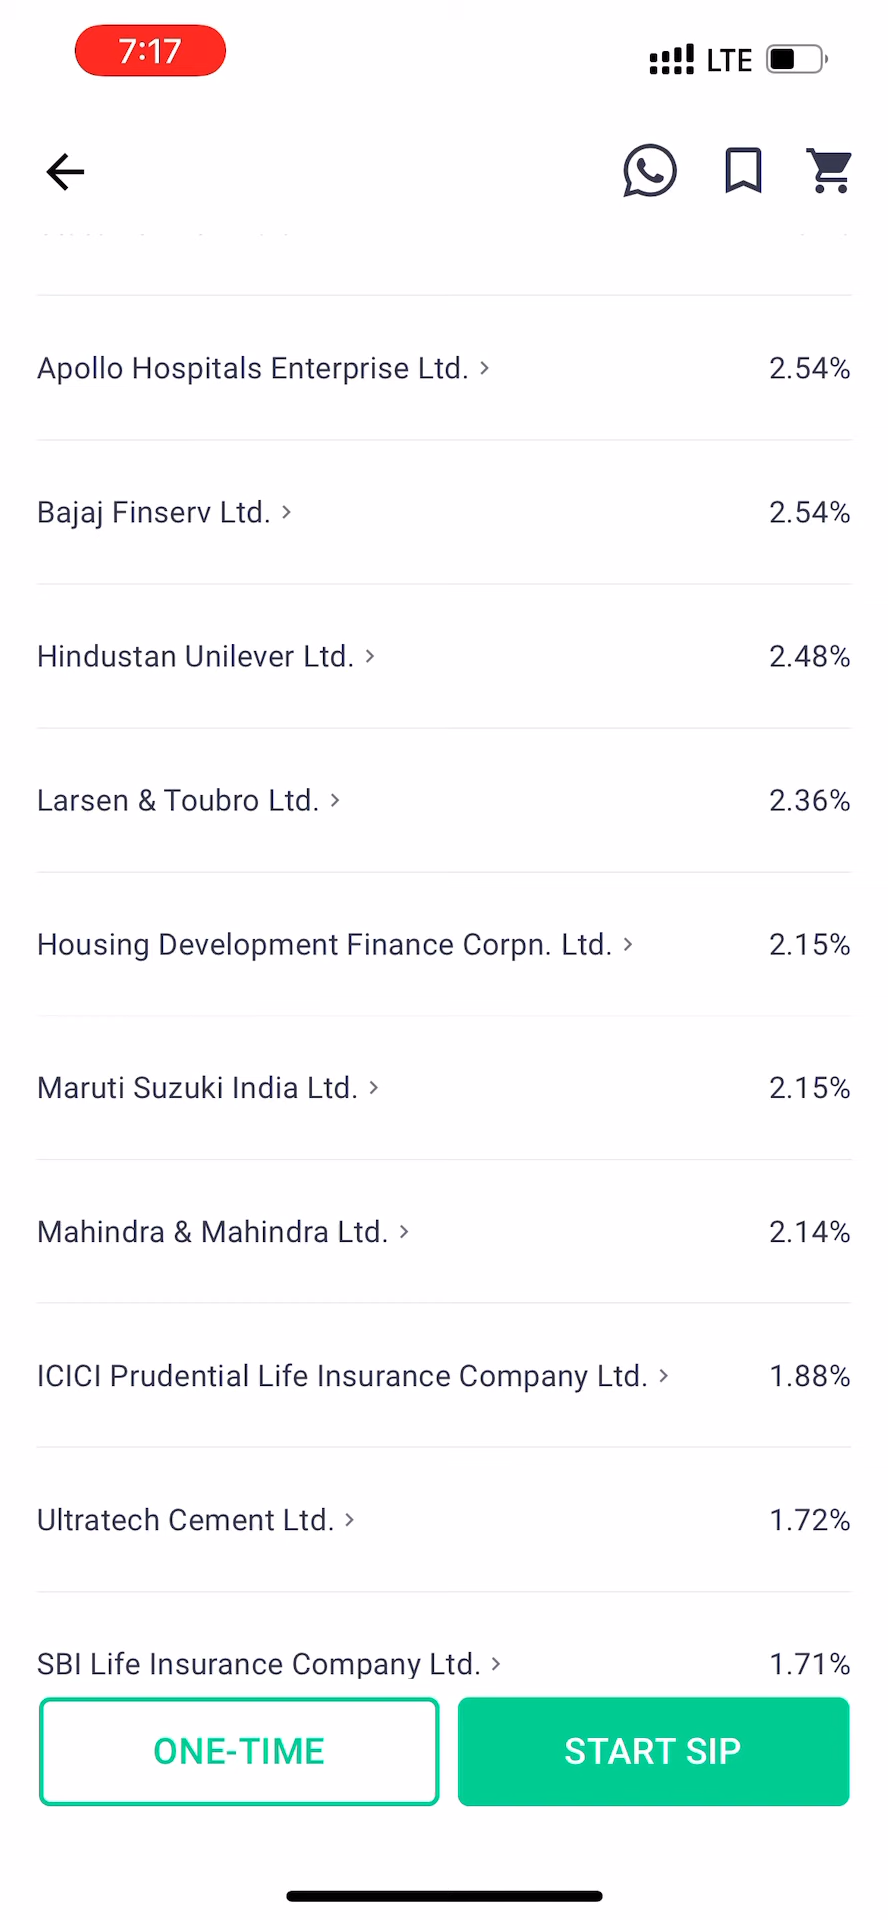 7:17
LTE
Apollo Hospitals Enterprise Ltd. 2.54%
Bajaj Finserv Ltd. 2.54%
Hindustan Unilever Ltd. 2.48%
Larsen & Toubro Ltd. 2.36%
Housing Development Finance Corpn. Ltd. 2.15%
Maruti Suzuki India Ltd. 2.15%
Mahindra & Mahindra Ltd. 2.14%
ICICI Prudential Life Insurance Company Ltd. 1.88%
Ultratech Cement Ltd. 1.72%
SBI Life Insurance Company Ltd. 1.71%
ONE-TIME START SIP